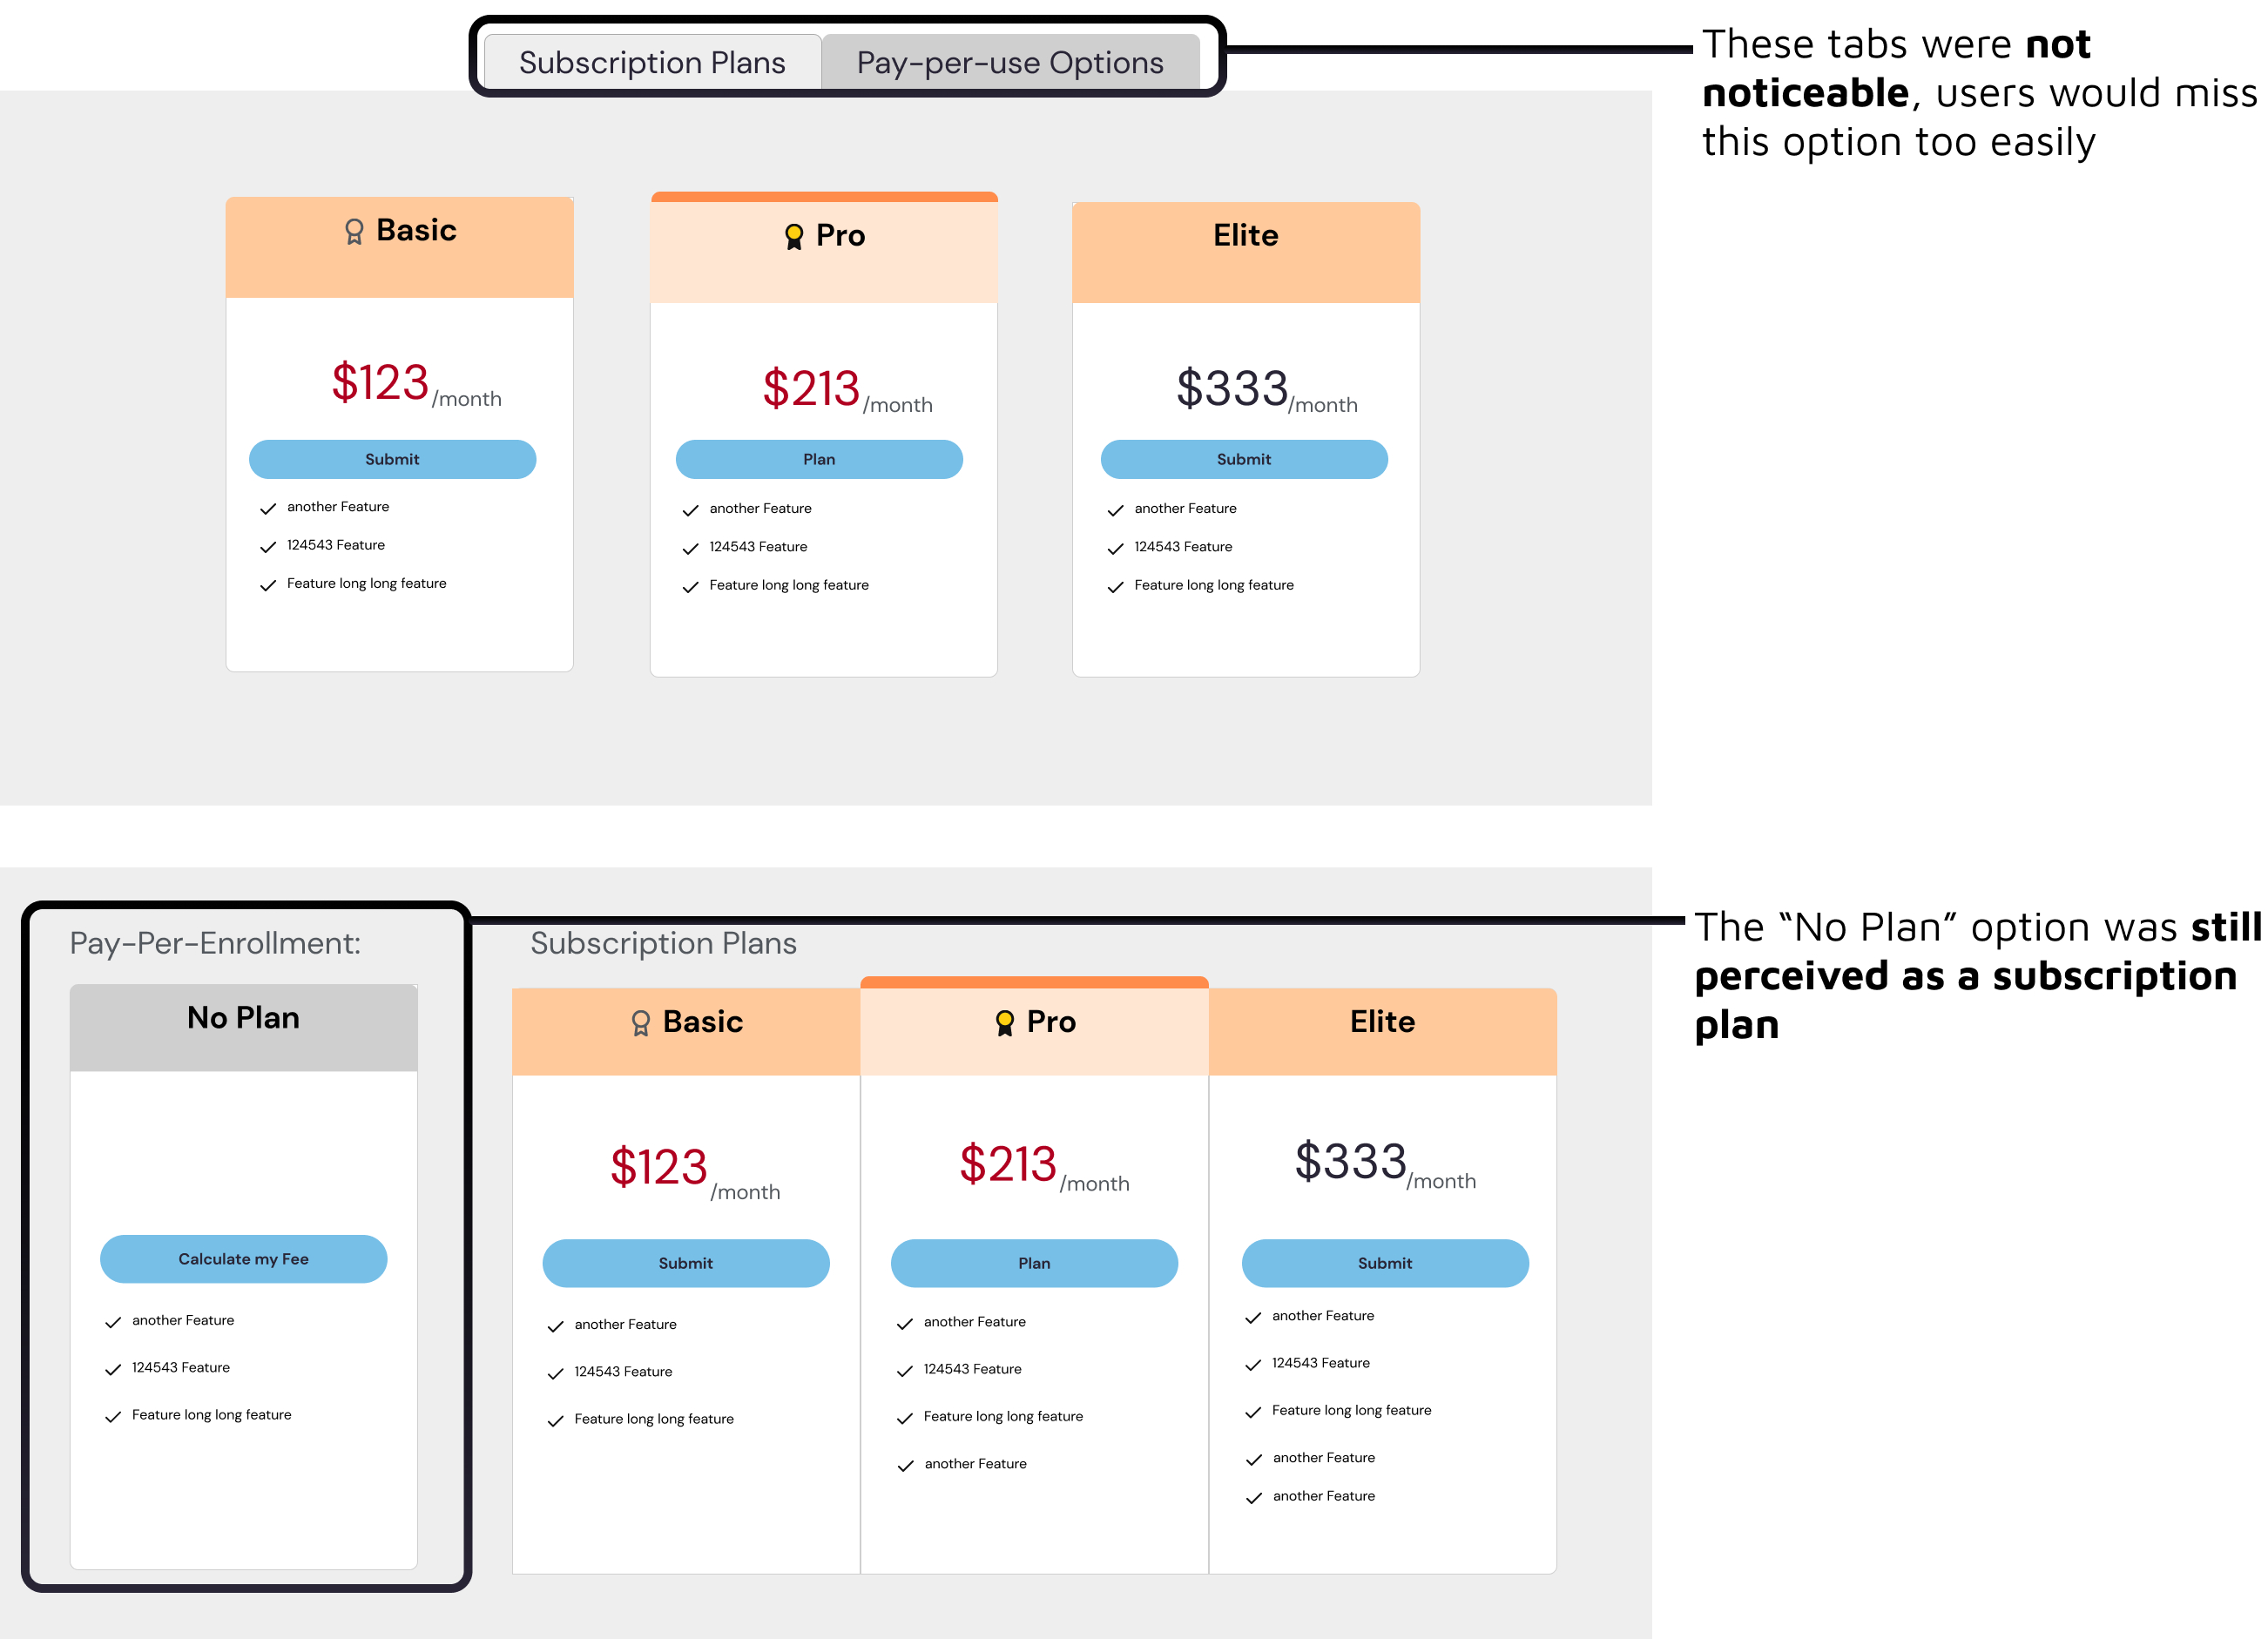 Subscription Plans
Pay-per-use Options
These tabs were not
noticeable, users would miss
this option too easily
Basic
$123/month
Submit
another Feature
124543 Feature
Feature long long feature
Pro
$213/month
Plan
another Feature
124543 Feature
Feature long long feature
Elite
$333/month
Submit
another Feature
124543 Feature
Feature long long feature
Pay-Per-Enrollment:
No Plan
Calculate my Fee
another Feature
124543 Feature
Feature long long feature
Subscription Plans
Basic
$123/month
Submit
another Feature
124543 Feature
Feature long long feature
Pro
$213/month
Plan
another Feature
124543 Feature
Feature long long feature
another Feature
Elite
$333/month
Submit
another Feature
124543 Feature
Feature long long feature
another Feature
another Feature
The “No Plan” option was still
perceived as a subscription
plan